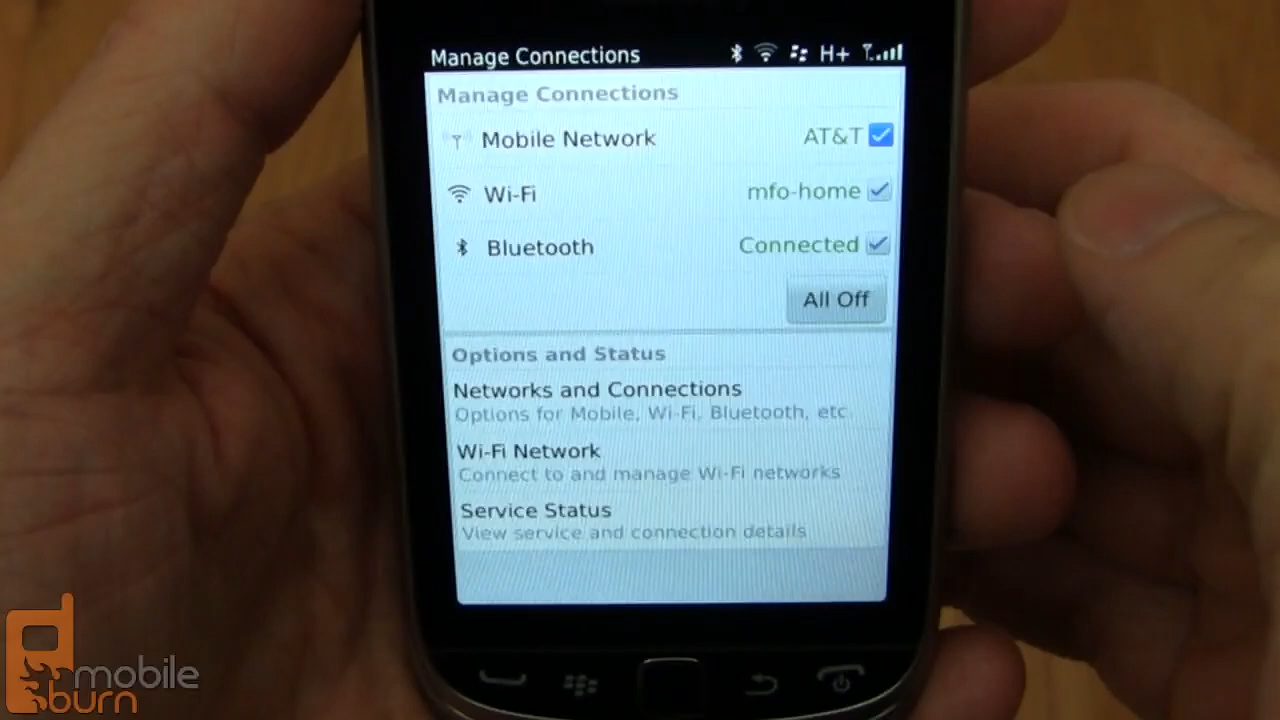 Manage Connections H+
Manage Connections
Mobile Network AT&T
Wi-Fi mfo-home
Bluetooth Connected
All Off
Options and Status
Networks and Connections
Options for Mobile, Wi-Fi, Bluetooth, etc.
Wi-Fi Network
Connect to and manage Wi-Fi networks
Service Status
View service and connection details
mobile
burn